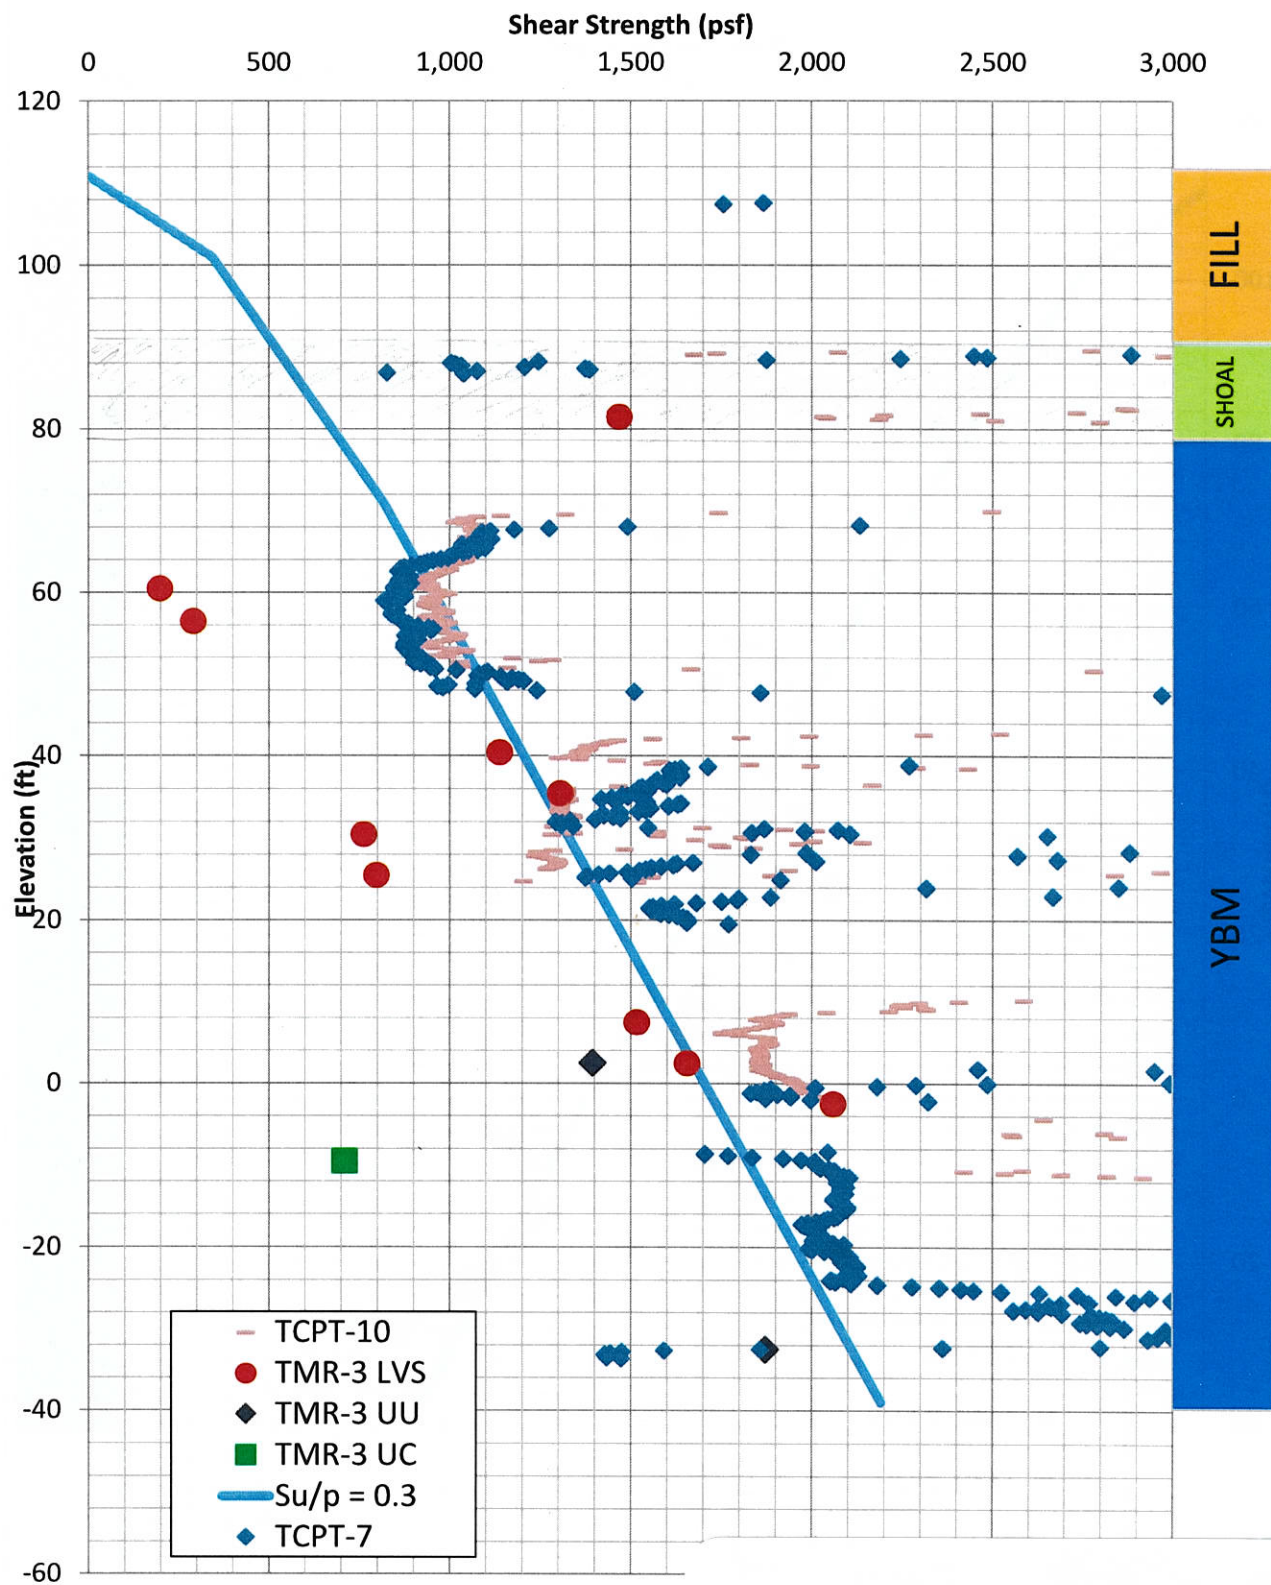 Shear Strength (psf)
0 500 1,000 1,500 2,000 2,500 3,000
120
100
80
60
40
20
0
-20
-40
-60
Elevation (ft)
FILL
SHOAL
YBM
TCPT-10
TMR-3 LVS
TMR-3 UU
TMR-3 UC
Su/p = 0.3
TCPT-7